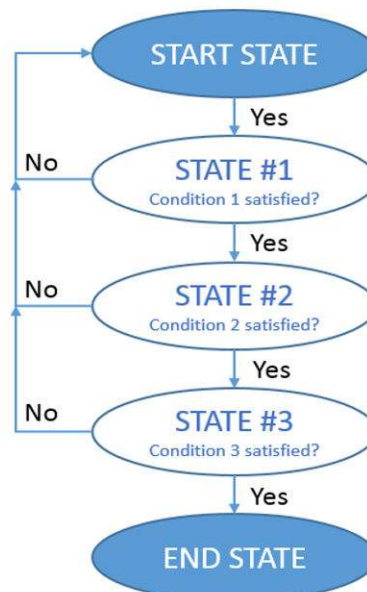 START STATE
Yes
No
STATE #1
Condition 1 satisfied?
Yes
No
STATE #2
Condition 2 satisfied?
Yes
No
STATE #3
Condition 3 satisfied?
Yes
END STATE